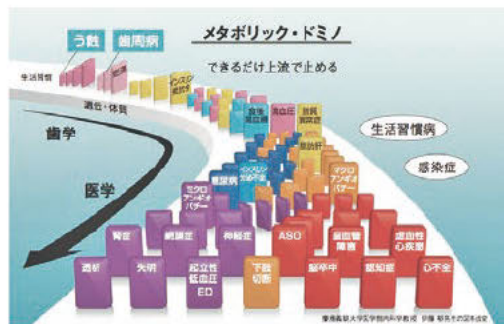 メタボリック・ドミノ
う蝕
歯周病
できるだけ上流で止める
生活習慣
肥満
インスリン
抵抗性
遺伝・体質
食後
高血糖
高血圧
脂質
異常症
生活習慣病
歯学
脂肪肝
感染症
医学
糖尿病
インスリン
分泌不全
ミクロ
アンギオ
パチー
マクロ
アンギオ
パチー
腎症
網膜症
神経症
ASO
脳血管
障害
虚血性
心疾患
透析
失明
起立性
低血圧
ED
下肢
切断
脳卒中
認知症
心不全